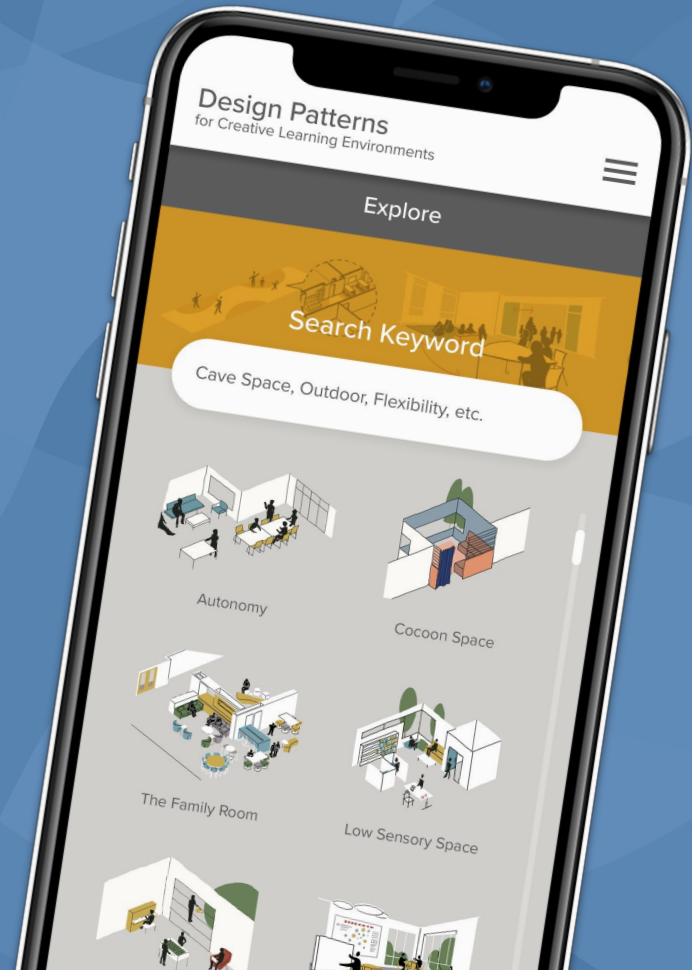 Design Patterns
for Creative Learning Environments
Explore
Search Keyword
Cave Space, Outdoor, Flexibility, etc.
Autonomy
Cocoon Space
The Family Room
Low Sensory Space